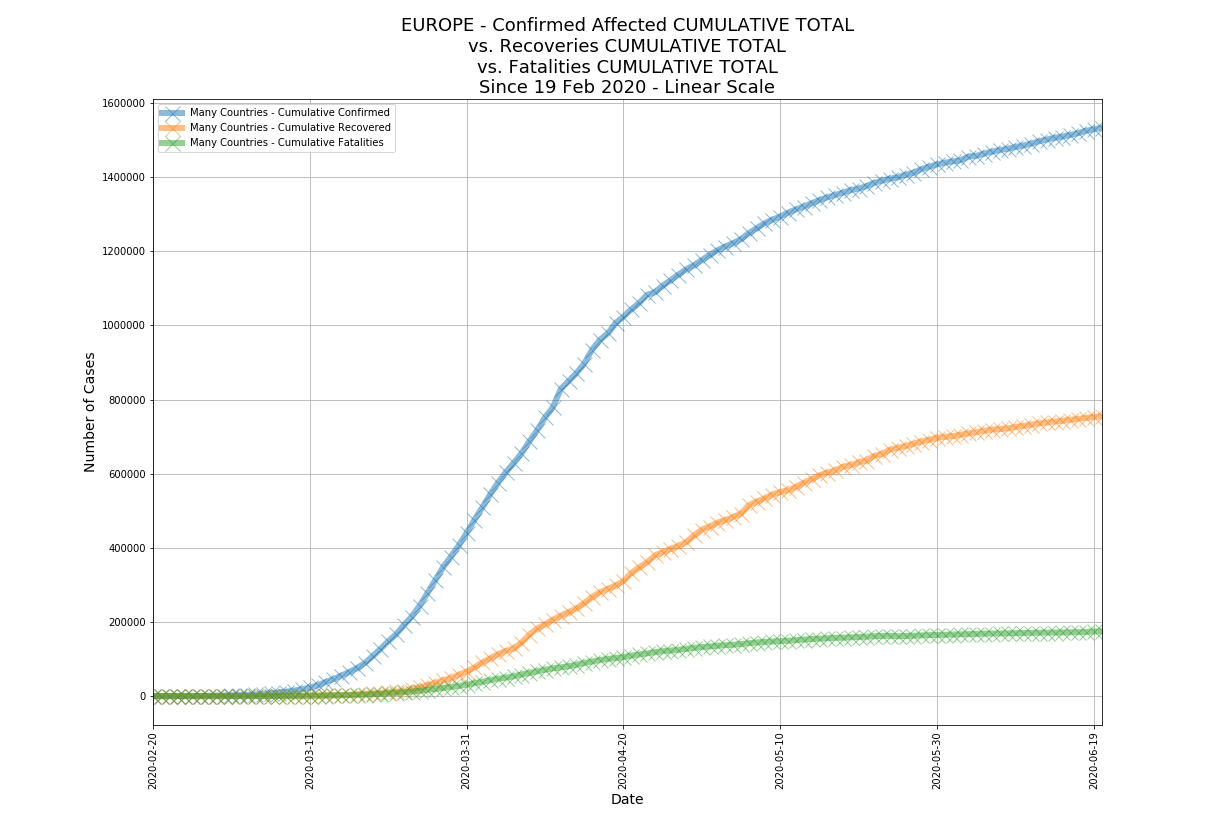 EUROPE - Confirmed Affected CUMULATIVE TOTAL
vs. Recoveries CUMULATIVE TOTAL
vs. Fatalities CUMULATIVE TOTAL
Since 19 Feb 2020 - Linear Scale
Many Countries - Cumulative Confirmed
Many Countries - Cumulative Recovered
Many Countries - Cumulative Fatalities
Number of Cases
1600000
1400000
1200000
1000000
800000
600000
400000
200000
0
2020-02-20
2020-03-11
2020-03-31
2020-04-20
2020-05-10
2020-05-30
2020-06-19
Date